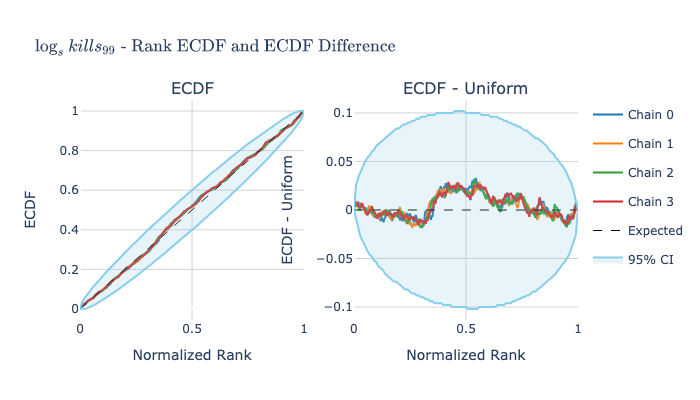 log_s kills_99 - Rank ECDF and ECDF Difference
ECDF
ECDF
1
0.8
0.6
0.4
0.2
0
0
0.5
1
Normalized Rank
ECDF - Uniform
ECDF - Uniform
0.1
0.05
0
−0.05
−0.1
0
0.5
1
Normalized Rank
Chain 0
Chain 1
Chain 2
Chain 3
Expected
95% CI